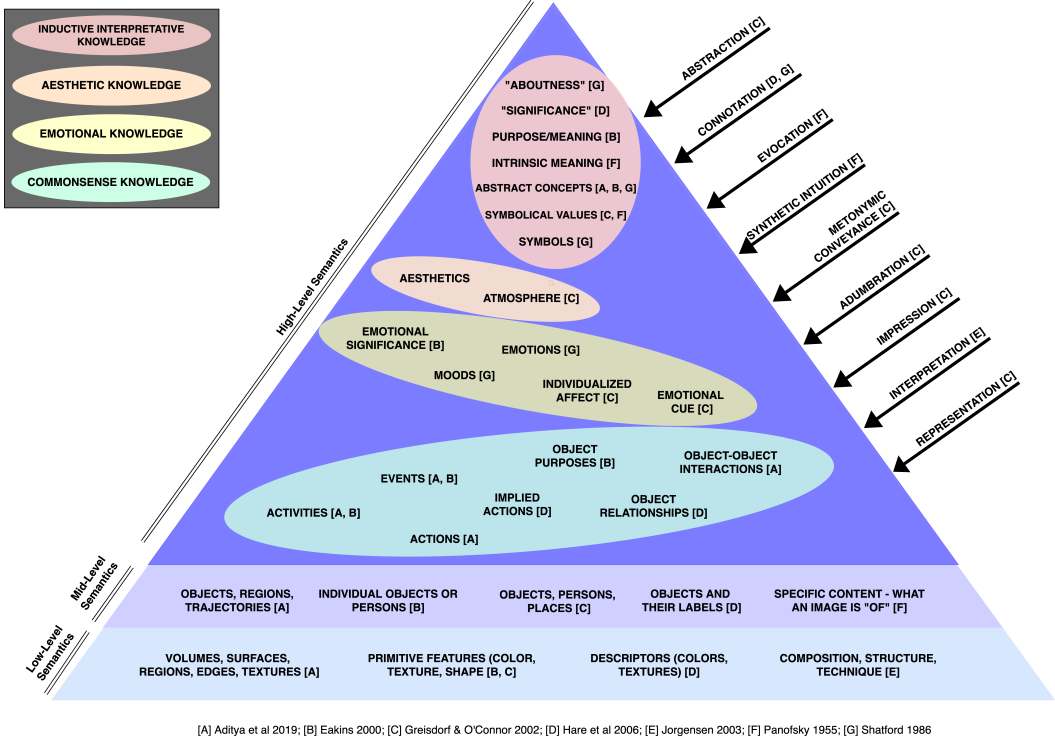 INDUCTIVE INTERPRETATIVE
KNOWLEDGE
AESTHETIC KNOWLEDGE
EMOTIONAL KNOWLEDGE
COMMONSENSE KNOWLEDGE
High-Level Semantics
Mid-Level
Semantics
Low-Level
Semantics
"ABOUTNESS" [G]
"SIGNIFICANCE" [D]
PURPOSE/MEANING [B]
INTRINSIC MEANING [F]
ABSTRACT CONCEPTS [A, B, G]
SYMBOLICAL VALUES [C, F]
SYMBOLS [G]
AESTHETICS
ATMOSPHERE [C]
EMOTIONAL
SIGNIFICANCE [B]
EMOTIONS [G]
MOODS [G]
INDIVIDUALIZED
AFFECT [C]
EMOTIONAL
CUE [C]
OBJECT
PURPOSES [B]
OBJECT-OBJECT
INTERACTIONS [A]
EVENTS [A, B]
IMPLIED
ACTIONS [D]
OBJECT
RELATIONSHIPS [D]
ACTIVITIES [A, B]
ACTIONS [A]
ABSTRACTION [C]
CONNOTATION [D, G]
EVOCATION [F]
SYNTHETIC INTUITION [F]
METONYMIC
CONVEYANCE [C]
ADUMBRATION [C]
IMPRESSION [C]
INTERPRETATION [E]
REPRESENTATION [C]
OBJECTS, REGIONS,
TRAJECTORIES [A]
INDIVIDUAL OBJECTS OR
PERSONS [B]
OBJECTS, PERSONS,
PLACES [C]
OBJECTS AND
THEIR LABELS [D]
SPECIFIC CONTENT - WHAT
AN IMAGE IS "OF" [F]
VOLUMES, SURFACES,
REGIONS, EDGES, TEXTURES [A]
PRIMITIVE FEATURES (COLOR,
TEXTURE, SHAPE [B, C]
DESCRIPTORS (COLORS,
TEXTURES) [D]
COMPOSITION, STRUCTURE,
TECHNIQUE [E]
[A] Aditya et al 2019; [B] Eakins 2000; [C] Greisdorf & O'Connor 2002; [D] Hare et al 2006; [E] Jorgensen 2003; [F] Panofsky 1955; [G] Shatford 1986